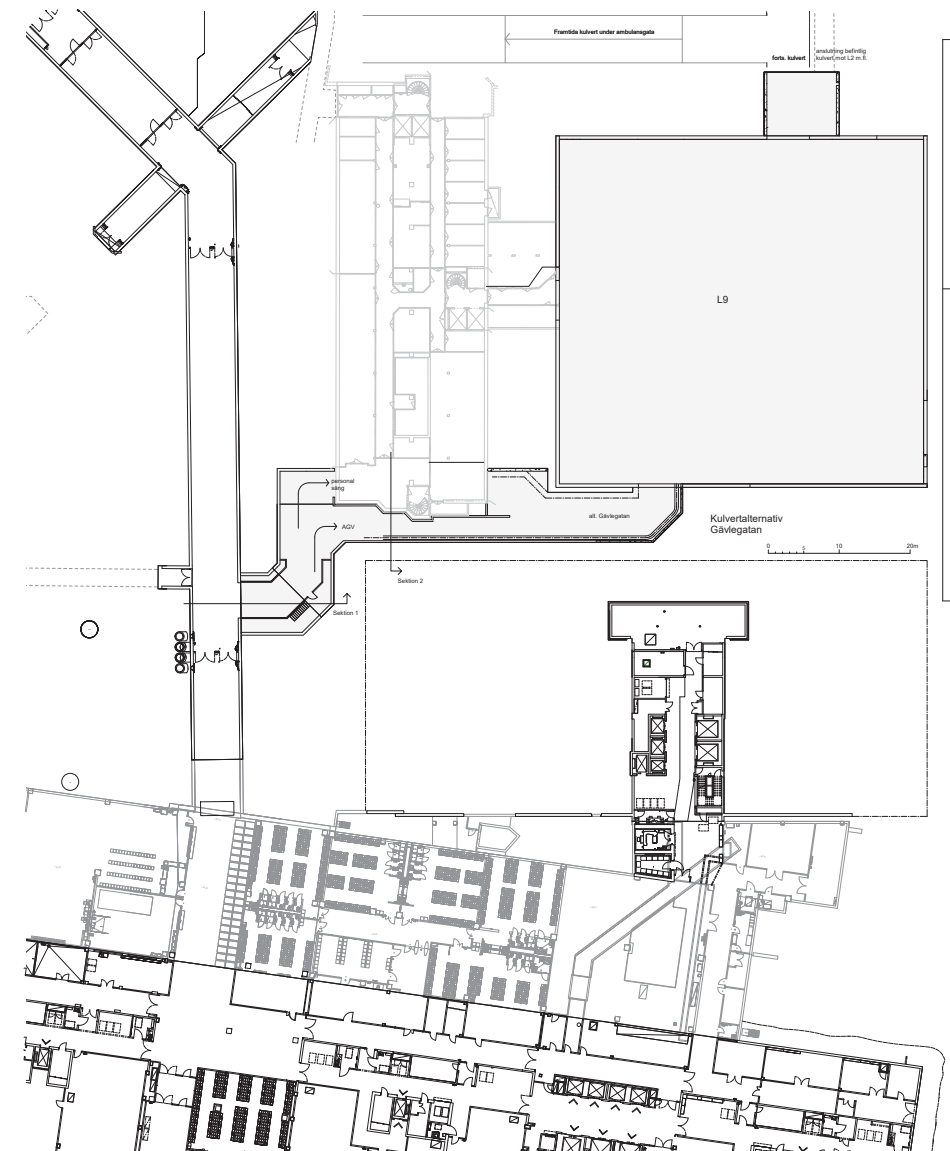 Framtida kulvert under ambulansgata
anslutning befintlig
forts. kulvert
kulvert mot L2 m.fl.
L9
personal
säng
AGV
alt. Gävlegatan
Kulvertalternativ
Gävlegatan
0 5 10 20m
Sektion 2
Sektion 1